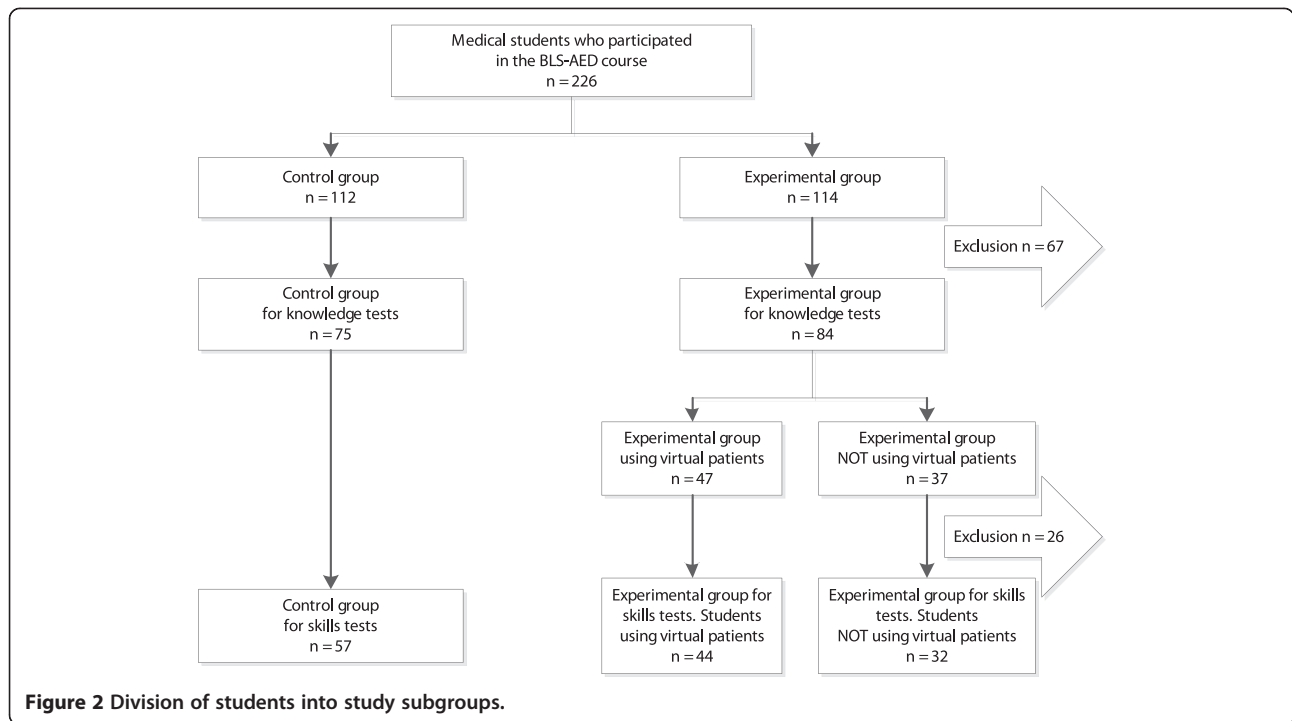 Medical students who participated
in the BLS-AED course
n = 226
Control group
n = 112
Experimental group
n = 114
Exclusion n = 67
Control group
for knowledge tests
n = 75
Experimental group
for knowledge tests
n = 84
Experimental group
using virtual patients
n = 47
Experimental group
NOT using virtual patients
n = 37
Exclusion n = 26
Control group
for skills tests
n = 57
Experimental group for
skills tests. Students
using virtual patients
n = 44
Experimental group for skills
tests. Students
NOT using virtual patients
n = 32
Figure 2 Division of students into study subgroups.